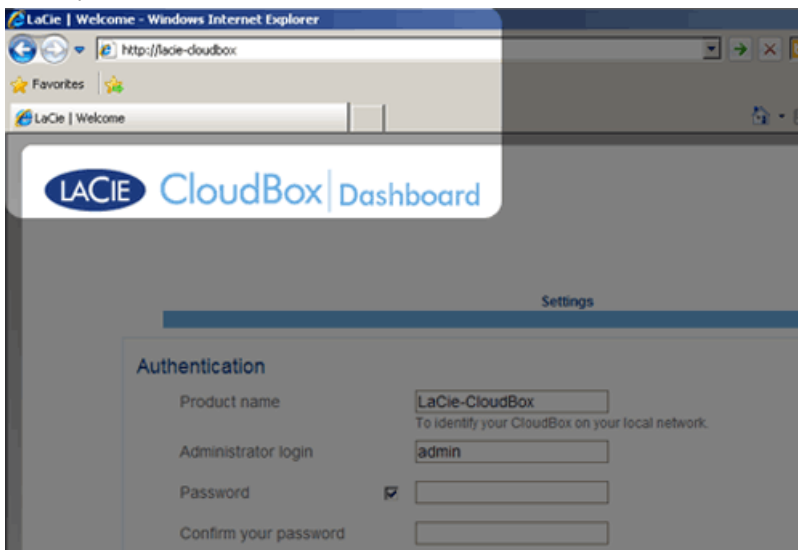 LaCie | Welcome - Windows Internet Explorer
http://lacie-cloudbox
Favorites
LaCie | Welcome
LACIE CloudBox | Dashboard
Settings
Authentication
Product name LaCie-CloudBox
To identify your CloudBox on your local network.
Administrator login admin
Password
Confirm your password